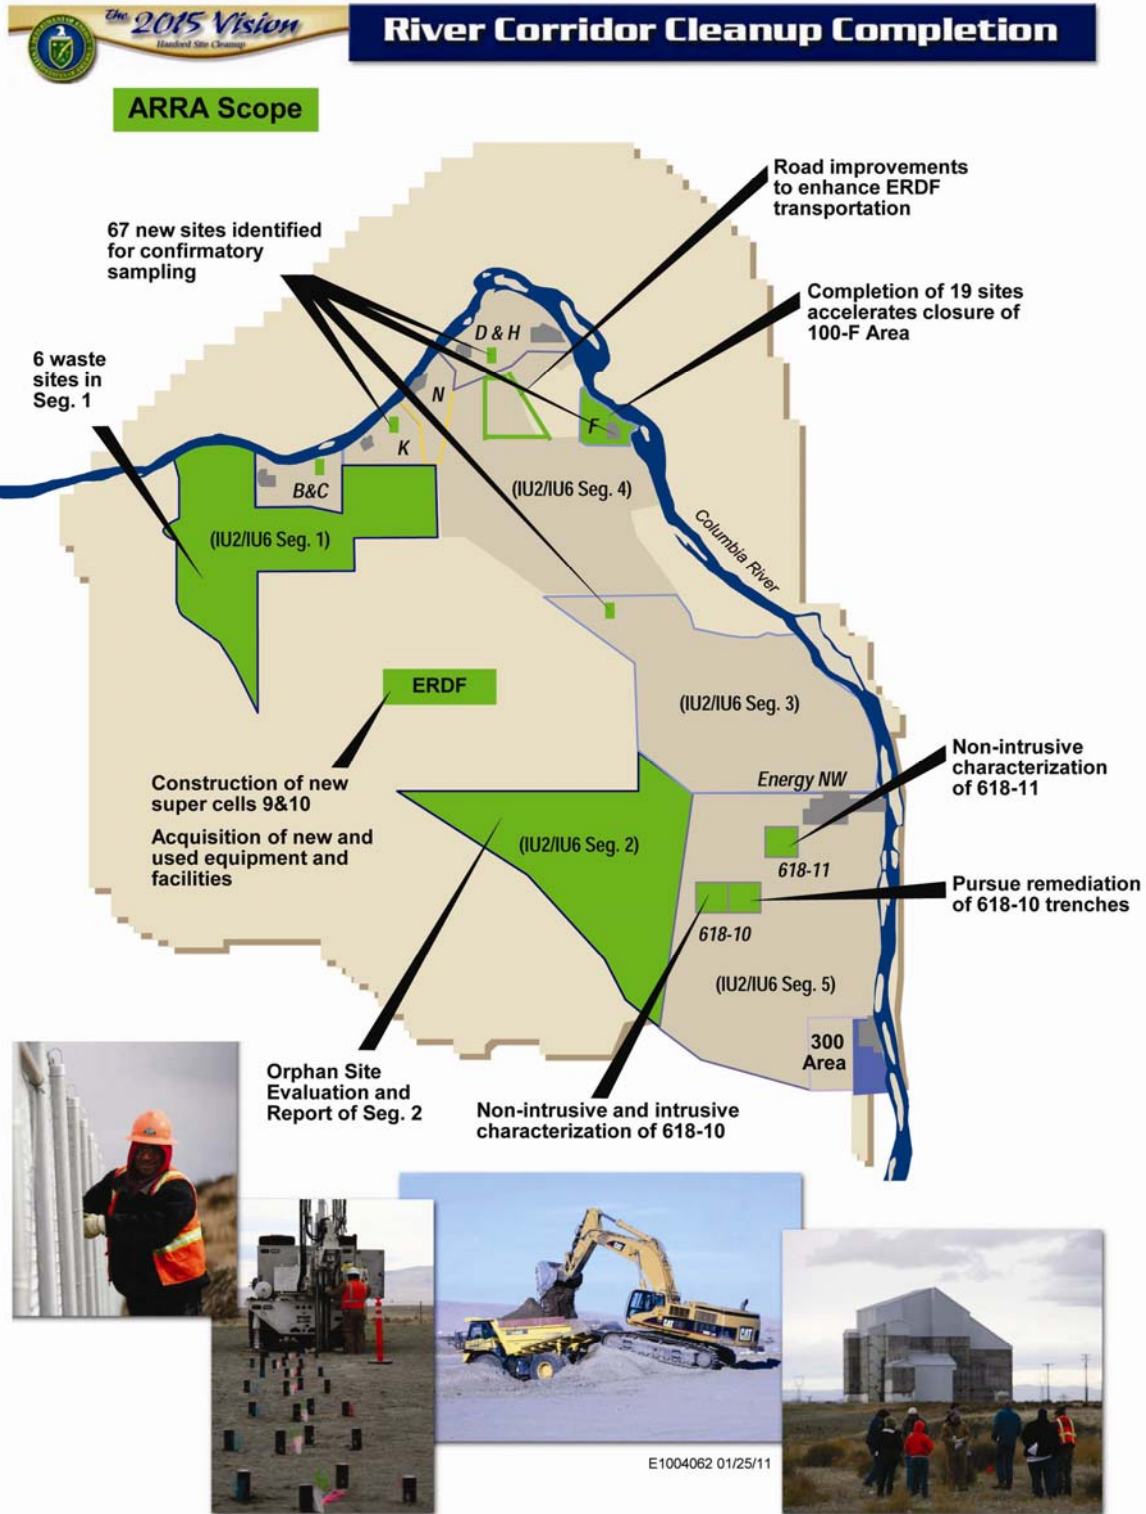 The 2015 Vision
Hanford Site Cleanup
River Corridor Cleanup Completion
ARRA Scope
Road improvements
to enhance ERDF
transportation
67 new sites identified
for confirmatory
sampling
Completion of 19 sites
accelerates closure of
100-F Area
6 waste
sites in
Seg. 1
D & H
N
F
K
B&C
(IU2/IU6 Seg. 4)
(IU2/IU6 Seg. 1)
Columbia River
ERDF
(IU2/IU6 Seg. 3)
Construction of new
super cells 9&10
Acquisition of new and
used equipment and
facilities
Energy NW
Non-intrusive
characterization
of 618-11
(IU2/IU6 Seg. 2)
618-11
Pursue remediation
of 618-10 trenches
618-10
(IU2/IU6 Seg. 5)
300
Area
Orphan Site
Evaluation and
Report of Seg. 2
Non-intrusive and intrusive
characterization of 618-10
CAT
CAT
E1004062 01/25/11